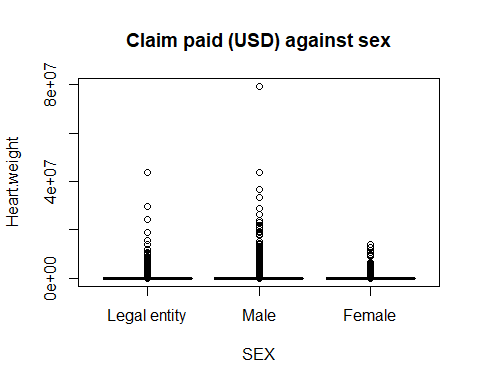 Claim paid (USD) against sex
Heart.weight
8e+07
4e+07
0e+00
Legal entity
Male
Female
SEX